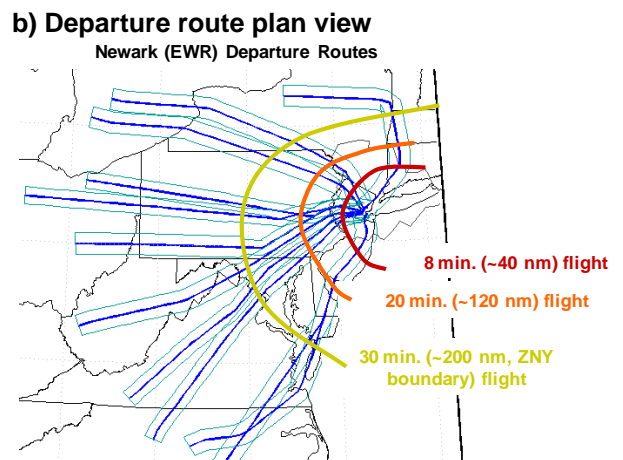 b) Departure route plan view
Newark (EWR) Departure Routes
8 min. (~40 nm) flight
20 min. (~120 nm) flight
30 min. (~200 nm, ZNY
boundary) flight